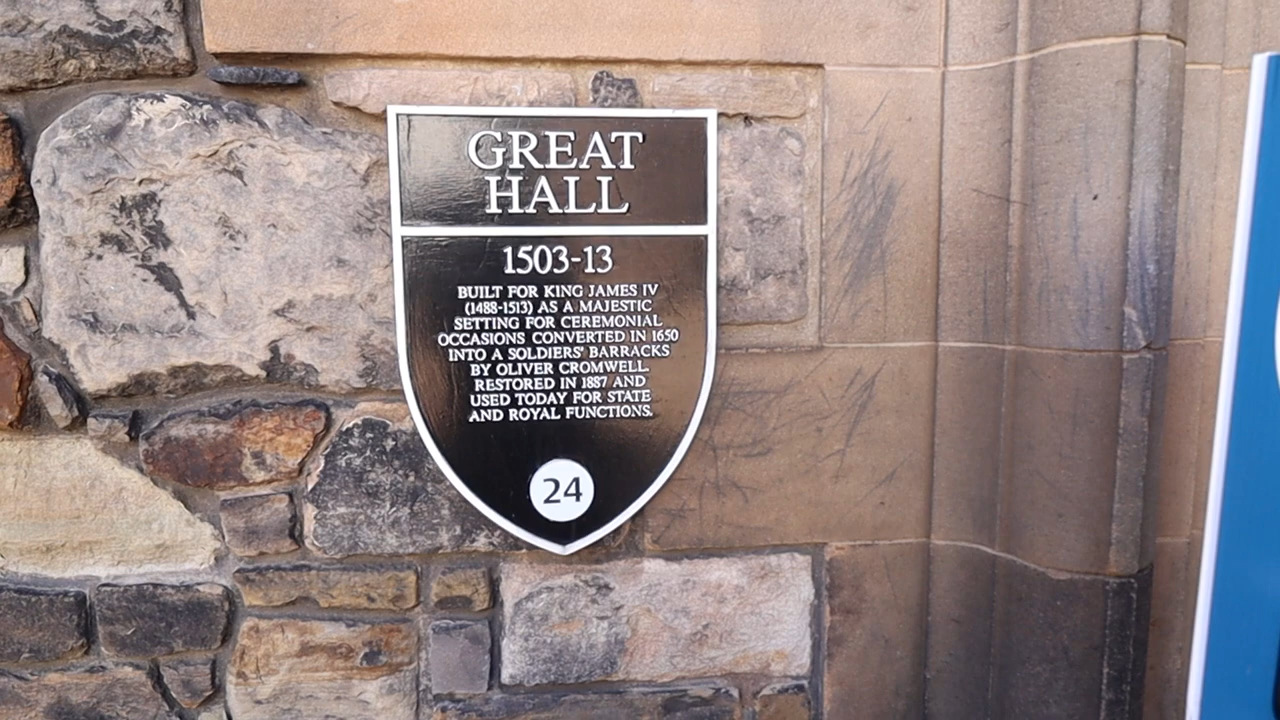 GREAT
HALL
1503-13
BUILT FOR KING JAMES IV
(1488-1513) AS A MAJESTIC
SETTING FOR CEREMONIAL
OCCASIONS CONVERTED IN 1650
INTO A SOLDIERS' BARRACKS
BY OLIVER CROMWELL.
RESTORED IN 1887 AND
USED TODAY FOR STATE
AND ROYAL FUNCTIONS.
24